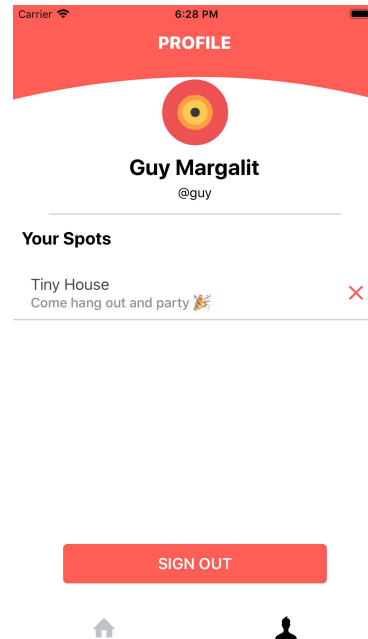 Carrier 6:28 PM
PROFILE
Guy Margalit
@guy
Your Spots
Tiny House
Come hang out and party 🎉
SIGN OUT